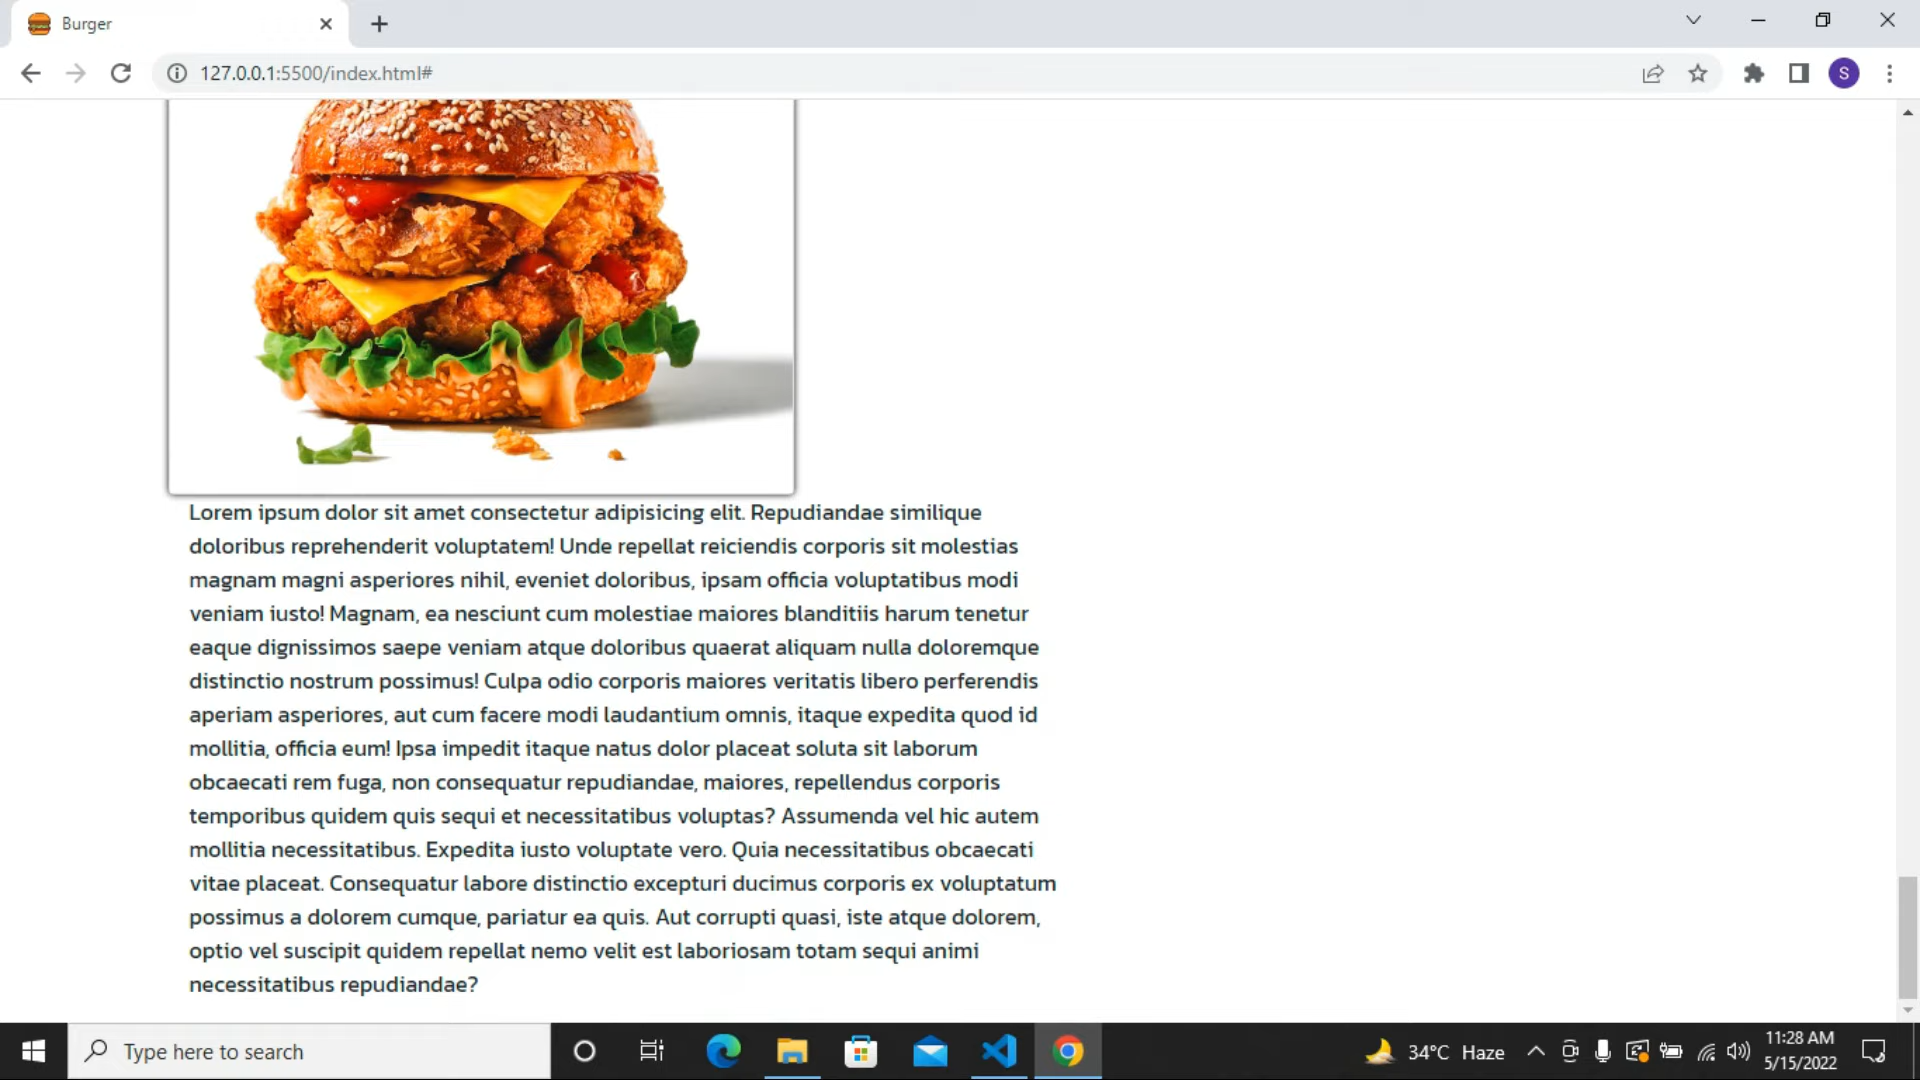 Burger
127.0.0.1:5500/index.html#
S
Lorem ipsum dolor sit amet consectetur adipisicing elit. Repudiandae similique
doloribus reprehenderit voluptatem! Unde repellat reiciendis corporis sit molestias
magnam magni asperiores nihil, eveniet doloribus, ipsam officia voluptatibus modi
veniam iusto! Magnam, ea nesciunt cum molestiae maiores blanditiis harum tenetur
eaque dignissimos saepe veniam atque doloribus quaerat aliquam nulla doloremque
distinctio nostrum possimus! Culpa odio corporis maiores veritatis libero perferendis
aperiam asperiores, aut cum facere modi laudantium omnis, itaque expedita quod id
mollitia, officia eum! Ipsa impedit itaque natus dolor placeat soluta sit laborum
obcaecati rem fuga, non consequatur repudiandae, maiores, repellendus corporis
temporibus quidem quis sequi et necessitatibus voluptas? Assumenda vel hic autem
mollitia necessitatibus. Expedita iusto voluptate vero. Quia necessitatibus obcaecati
vitae placeat. Consequatur labore distinctio excepturi ducimus corporis ex voluptatum
possimus a dolorem cumque, pariatur ea quis. Aut corrupti quasi, iste atque dolorem,
optio vel suscipit quidem repellat nemo velit est laboriosam totam sequi animi
necessitatibus repudiandae?
Type here to search
34°C Haze
11:28 AM
5/15/2022